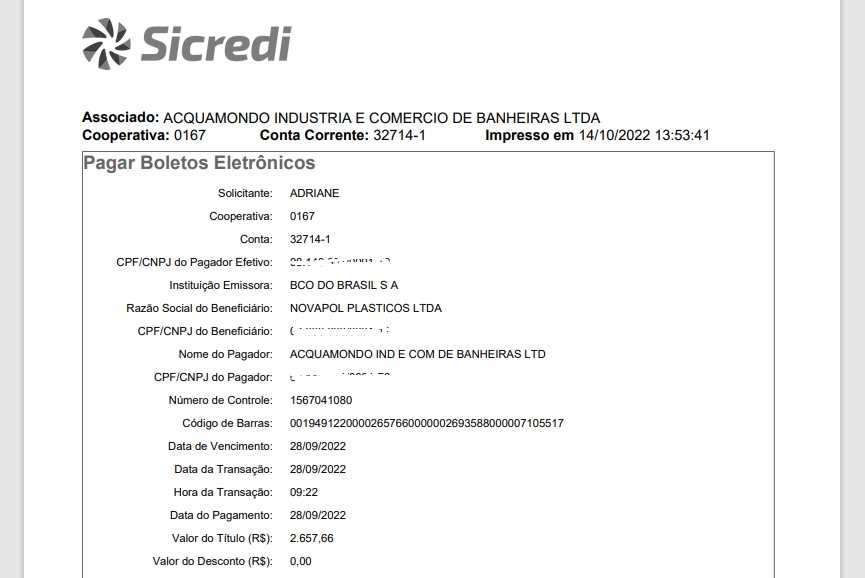 Sicredi
Associado: ACQUAMONDO INDUSTRIA E COMERCIO DE BANHEIRAS LTDA
Cooperativa: 0167 Conta Corrente: 32714-1 Impresso em 14/10/2022 13:53:41
Pagar Boletos Eletrônicos
Solicitante: ADRIANE
Cooperativa: 0167
Conta: 32714-1
CPF/CNPJ do Pagador Efetivo:
Instituição Emissora: BCO DO BRASIL S A
Razão Social do Beneficiário: NOVAPOL PLASTICOS LTDA
CPF/CNPJ do Beneficiário:
Nome do Pagador: ACQUAMONDO IND E COM DE BANHEIRAS LTD
CPF/CNPJ do Pagador:
Número de Controle: 1567041080
Código de Barras: 00194912200002657660000002693588000007105517
Data de Vencimento: 28/09/2022
Data da Transação: 28/09/2022
Hora da Transação: 09:22
Data do Pagamento: 28/09/2022
Valor do Título (R$): 2.657,66
Valor do Desconto (R$): 0,00